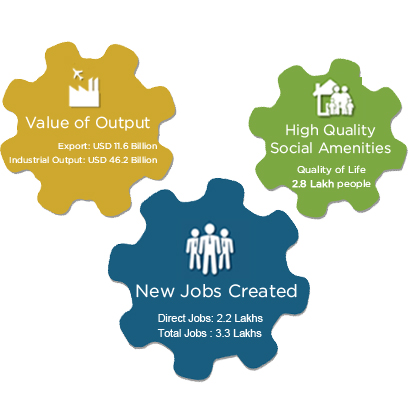 Value of Output
Export: USD 11.6 Billion
Industrial Output: USD 46.2 Billion
High Quality
Social Amenities
Quality of Life
2.8 Lakh people
New Jobs Created
Direct Jobs: 2.2 Lakhs
Total Jobs : 3.3 Lakhs